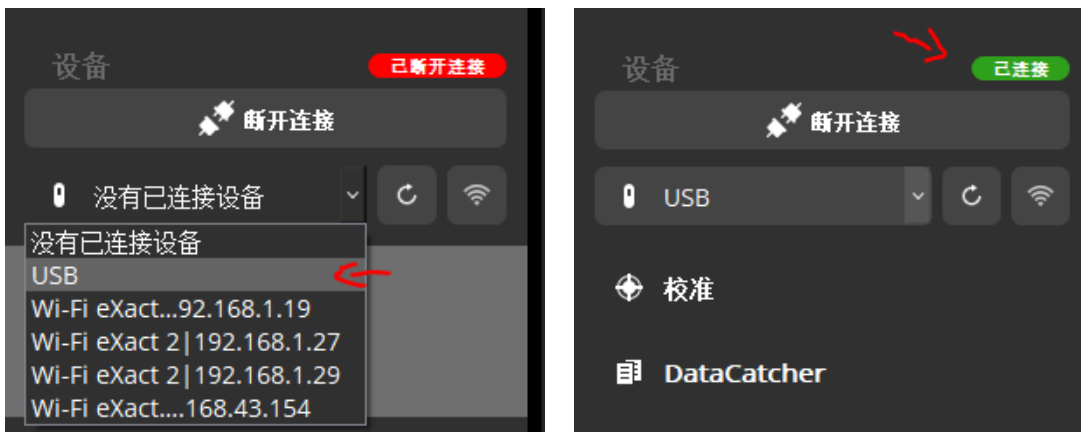 设备
已断开连接
断开连接
没有已连接设备
没有已连接设备
USB
Wi-Fi eXact...92.168.1.19
Wi-Fi eXact 2|192.168.1.27
Wi-Fi eXact 2|192.168.1.29
Wi-Fi eXact....168.43.154
设备
已连接
断开连接
USB
校准
DataCatcher